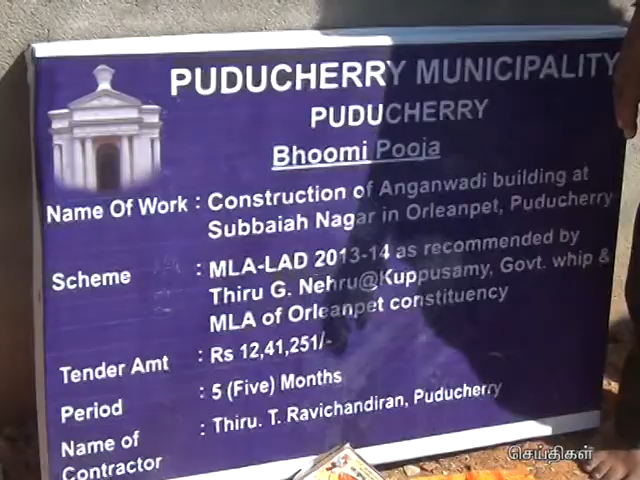 PUDUCHERRY MUNICIPALITY
PUDUCHERRY
Bhoomi Pooja
Name Of Work : Construction of Anganwadi building at
Subbaiah Nagar in Orleanpet, Puducherry
Scheme : MLA-LAD 2013-14 as recommended by
Thiru G. Nehru@Kuppusamy, Govt. whip &
MLA of Orleanpet constituency
Tender Amt : Rs 12,41,251/-
Period : 5 (Five) Months
Name of : Thiru. T. Ravichandiran, Puducherry
Contractor
செய்திகள்